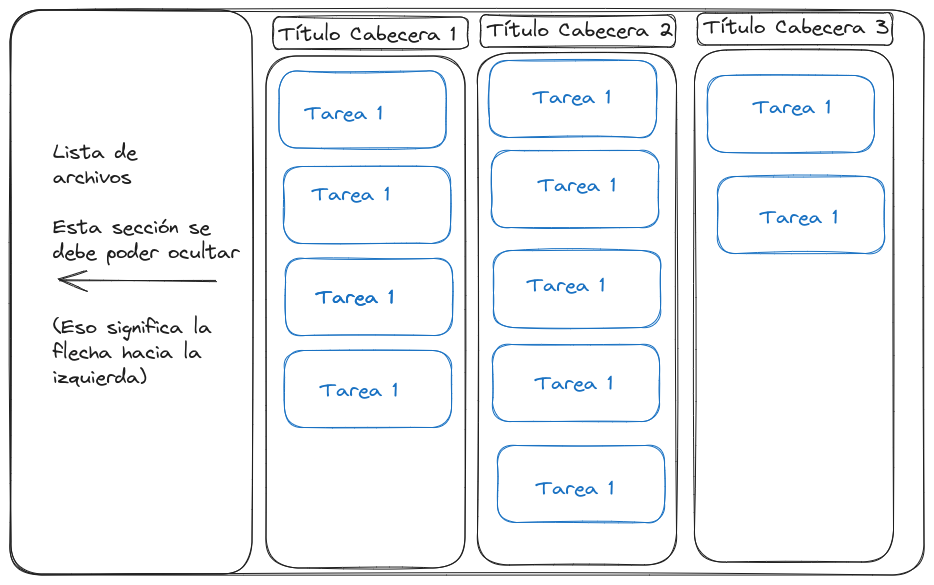 Lista de
archivos
Esta sección se
debe poder ocultar
(Eso significa la
flecha hacia la
izquierda)
Título Cabecera 1
Tarea 1
Tarea 1
Tarea 1
Tarea 1
Título Cabecera 2
Tarea 1
Tarea 1
Tarea 1
Tarea 1
Tarea 1
Título Cabecera 3
Tarea 1
Tarea 1